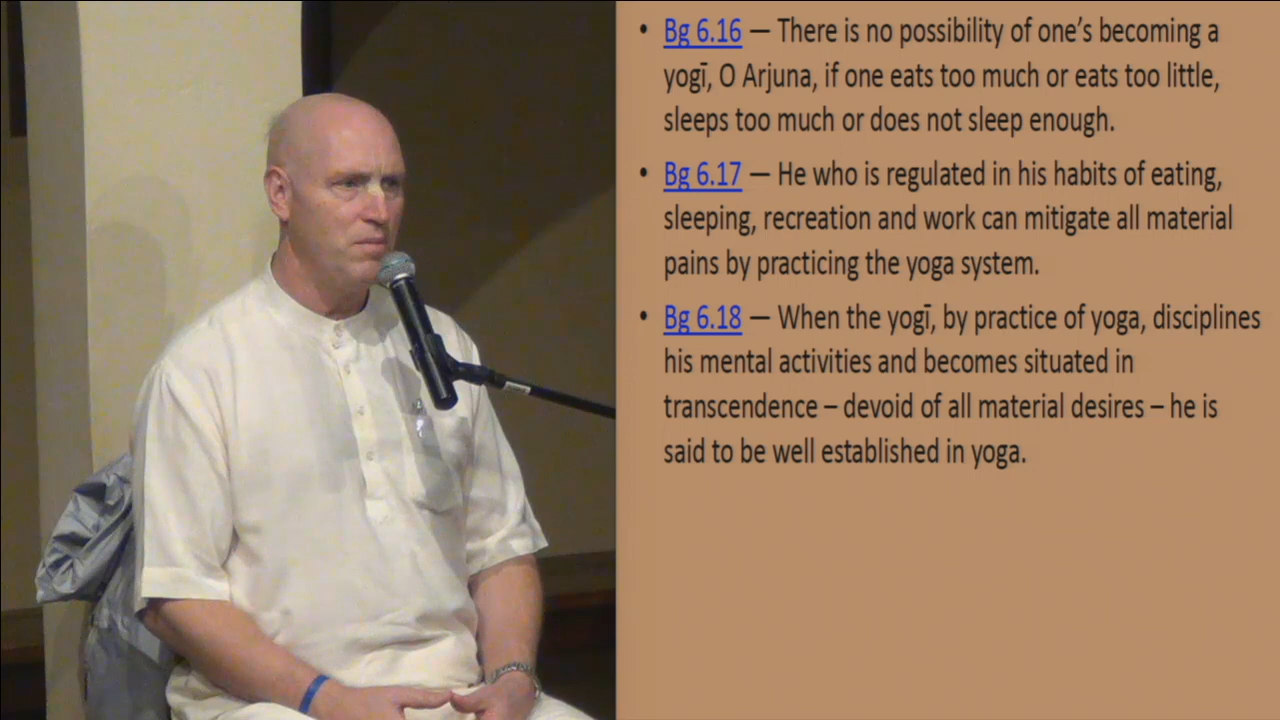 • Bg 6.16 — There is no possibility of one’s becoming a
yogī, O Arjuna, if one eats too much or eats too little,
sleeps too much or does not sleep enough.
• Bg 6.17 — He who is regulated in his habits of eating,
sleeping, recreation and work can mitigate all material
pains by practicing the yoga system.
• Bg 6.18 — When the yogī, by practice of yoga, disciplines
his mental activities and becomes situated in
transcendence – devoid of all material desires – he is
said to be well established in yoga.